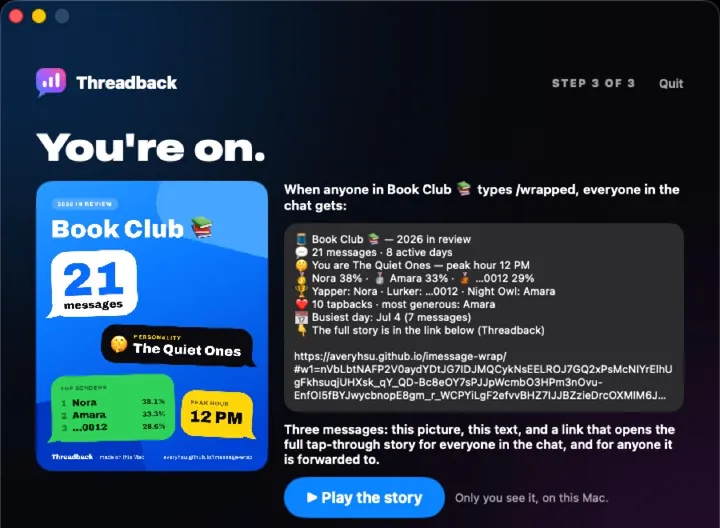 Threadback
STEP 3 OF 3 Quit
You're on.
2026 IN REVIEW
Book Club 📚
21
messages
PERSONALITY
🤫 The Quiet Ones
TOP SENDERS
1 Nora 38.1%
2 Amara 33.3%
3 ...0012 28.6%
PEAK HOUR
12 PM
Threadback · made on this Mac averyhsu.github.io/imessage-wrap
When anyone in Book Club 📚 types /wrapped, everyone in the
chat gets:
🧵 Book Club 📚 — 2026 in review
💬 21 messages · 8 active days
🤫 You are The Quiet Ones — peak hour 12 PM
🥇 Nora 38% · 🥈 Amara 33% · 🥉 ...0012 29%
🏆 Yapper: Nora · Lurker: ...0012 · Night Owl: Amara
❤️ 10 tapbacks · most generous: Amara
📅 Busiest day: Jul 4 (7 messages)
👇 The full story is in the link below (Threadback)
https://averyhsu.github.io/imessage-wrap/
#w1=nVbLbtNAFP2V0aydYDtJG7IDJMQCykNsEELROJ7GQ2xPsMcNIYrEIhU
gFkhsuqjUHXsk_qY_QD-Bc8eOY7sPJJpWcmbO3HPm3nOvu-
EnfOI5fBYJwycbnopE8gm_r_WCPYiLgF2efvvBHZ7IJJBZzieDrcOXMIM6J...
Three messages: this picture, this text, and a link that opens the
full tap-through story for everyone in the chat, and for anyone it
is forwarded to.
▶ Play the story Only you see it, on this Mac.